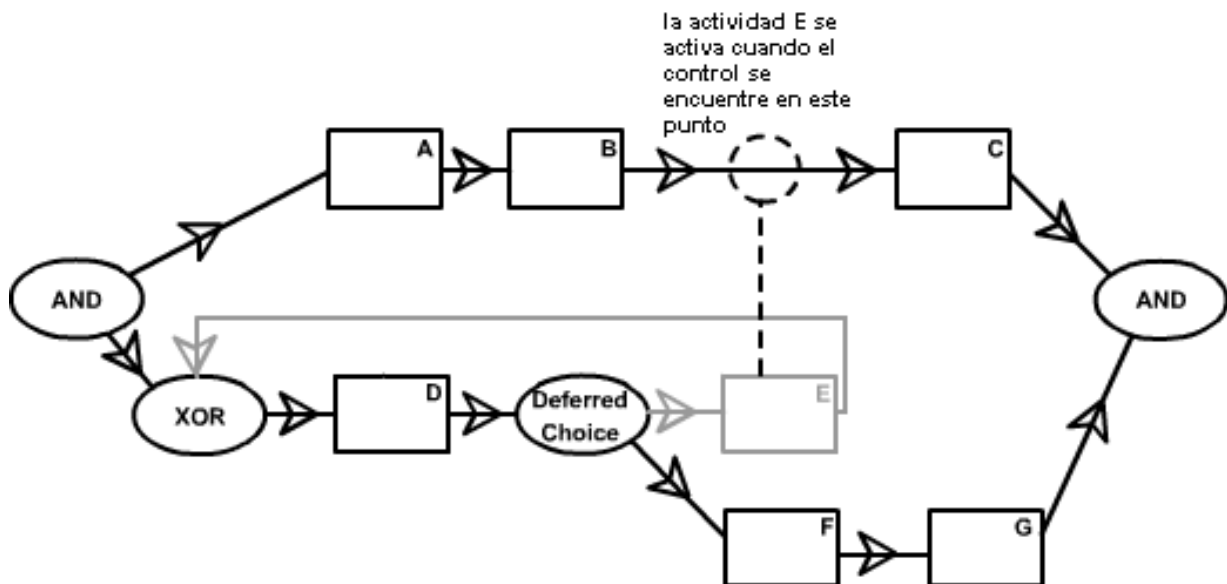 la actividad E se
activa cuando el
control se
encuentre en este
punto
A
B
C
AND
AND
XOR
D
Deferred
Choice
E
F
G